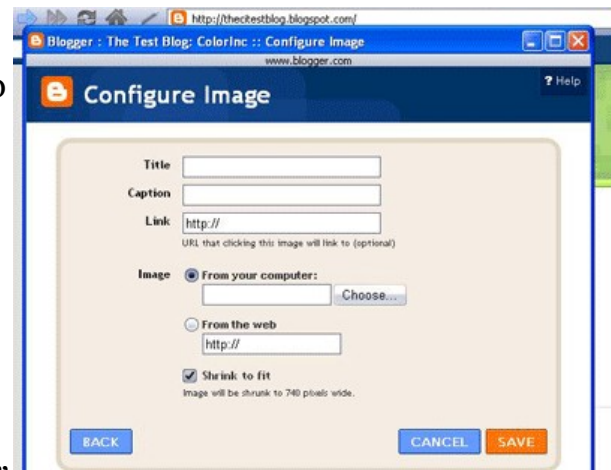 http://thecitestblog.blogspot.com/
Blogger : The Test Blog: ColorInc :: Configure Image
www.blogger.com
Configure Image
? Help
Title
Caption
Link
http://
URL that clicking this image will link to (optional)
Image
From your computer:
Choose...
From the web
http://
Shrink to fit
Image will be shrunk to 740 pixels wide.
BACK
CANCEL
SAVE